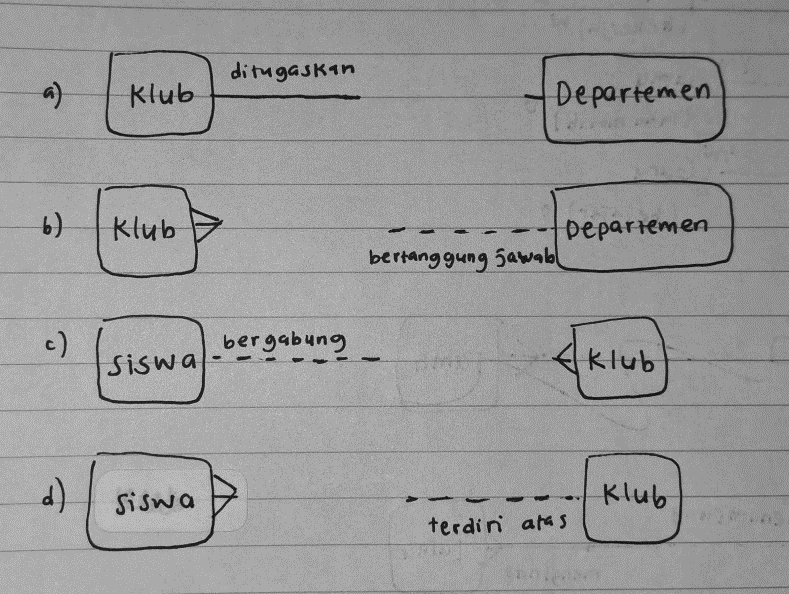 a) Klub ditugaskan Departemen
b) Klub bertanggung jawab Departemen
c) siswa bergabung Klub
d) siswa terdiri atas Klub